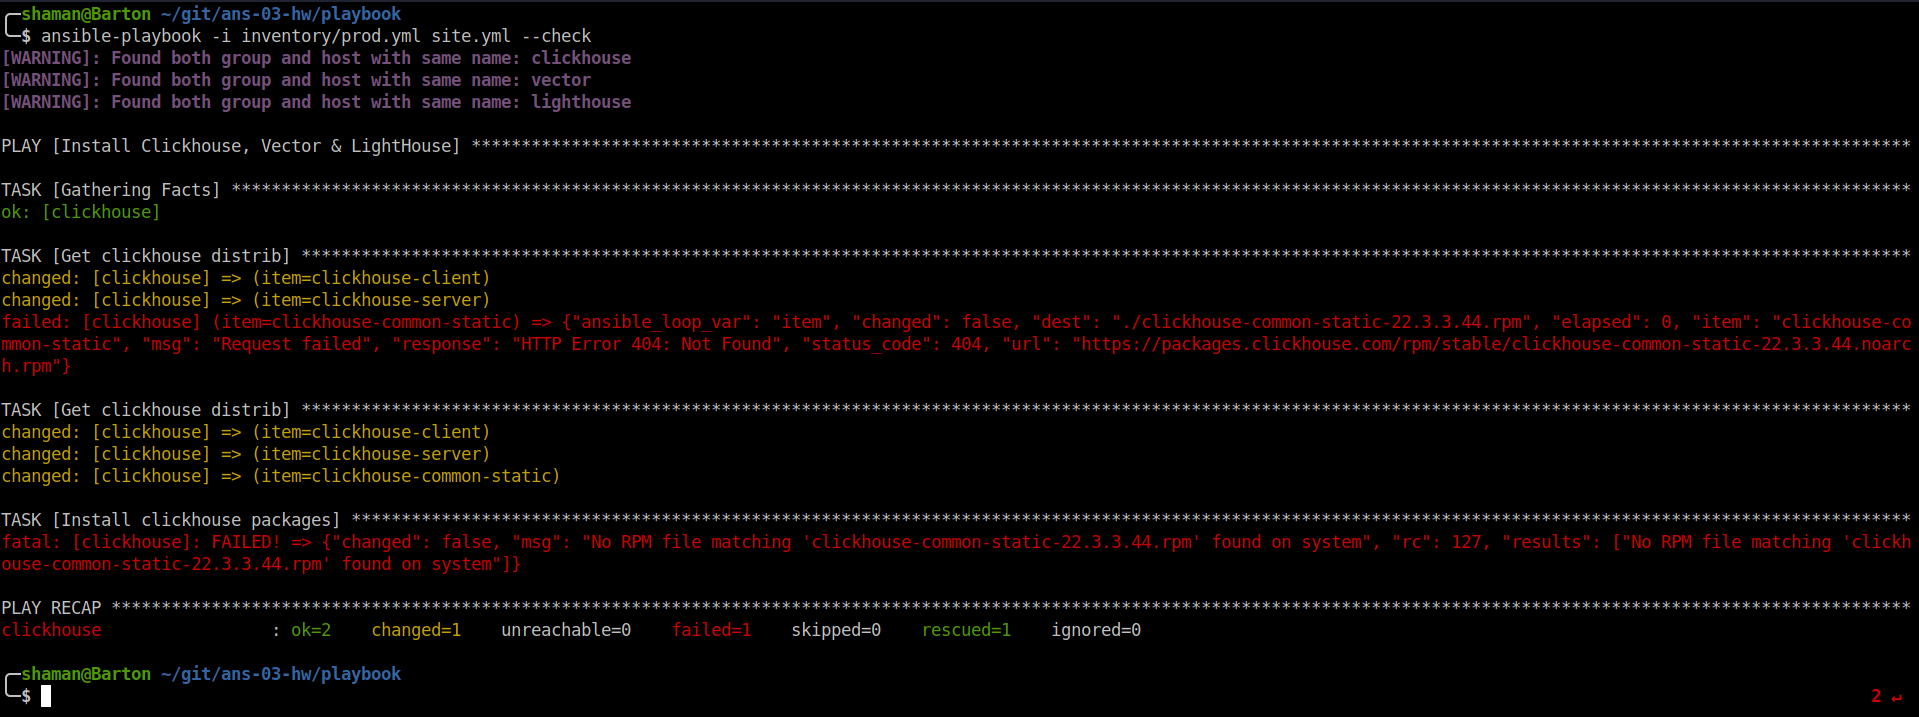 shaman@Barton ~/git/ans-03-hw/playbook
$ ansible-playbook -i inventory/prod.yml site.yml --check
[WARNING]: Found both group and host with same name: clickhouse
[WARNING]: Found both group and host with same name: vector
[WARNING]: Found both group and host with same name: lighthouse
PLAY [Install Clickhouse, Vector & LightHouse] ************************************************************************************************************************************************
TASK [Gathering Facts] ************************************************************************************************************************************************************************
ok: [clickhouse]
TASK [Get clickhouse distrib] *****************************************************************************************************************************************************************
changed: [clickhouse] => (item=clickhouse-client)
changed: [clickhouse] => (item=clickhouse-server)
failed: [clickhouse] (item=clickhouse-common-static) => {"ansible_loop_var": "item", "changed": false, "dest": "./clickhouse-common-static-22.3.3.44.rpm", "elapsed": 0, "item": "clickhouse-co
mmon-static", "msg": "Request failed", "response": "HTTP Error 404: Not Found", "status_code": 404, "url": "https://packages.clickhouse.com/rpm/stable/clickhouse-common-static-22.3.3.44.noarc
h.rpm"}
TASK [Get clickhouse distrib] *****************************************************************************************************************************************************************
changed: [clickhouse] => (item=clickhouse-client)
changed: [clickhouse] => (item=clickhouse-server)
changed: [clickhouse] => (item=clickhouse-common-static)
TASK [Install clickhouse packages] ************************************************************************************************************************************************************
fatal: [clickhouse]: FAILED! => {"changed": false, "msg": "No RPM file matching 'clickhouse-common-static-22.3.3.44.rpm' found on system", "rc": 127, "results": ["No RPM file matching 'clickh
ouse-common-static-22.3.3.44.rpm' found on system"]}
PLAY RECAP ************************************************************************************************************************************************************************************
clickhouse                 : ok=2    changed=1    unreachable=0    failed=1    skipped=0    rescued=1    ignored=0
shaman@Barton ~/git/ans-03-hw/playbook
$ 2 ↵